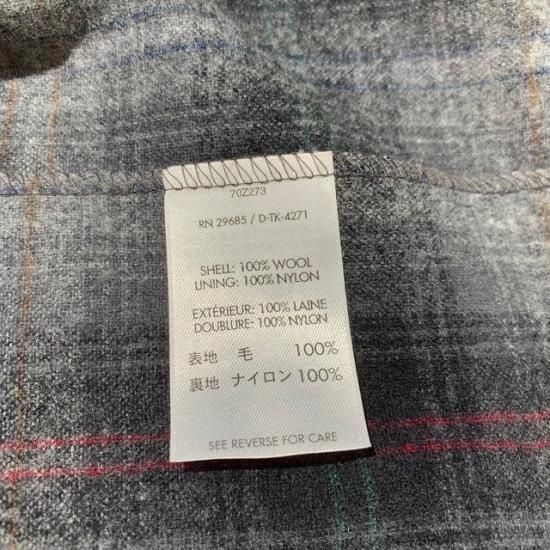 70Z273
RN 29685 / D-TK-4271
SHELL: 100% WOOL
LINING: 100% NYLON
EXTÉRIEUR: 100% LAINE
DOUBLURE: 100% NYLON
表地 毛 100%
裏地 ナイロン 100%
SEE REVERSE FOR CARE